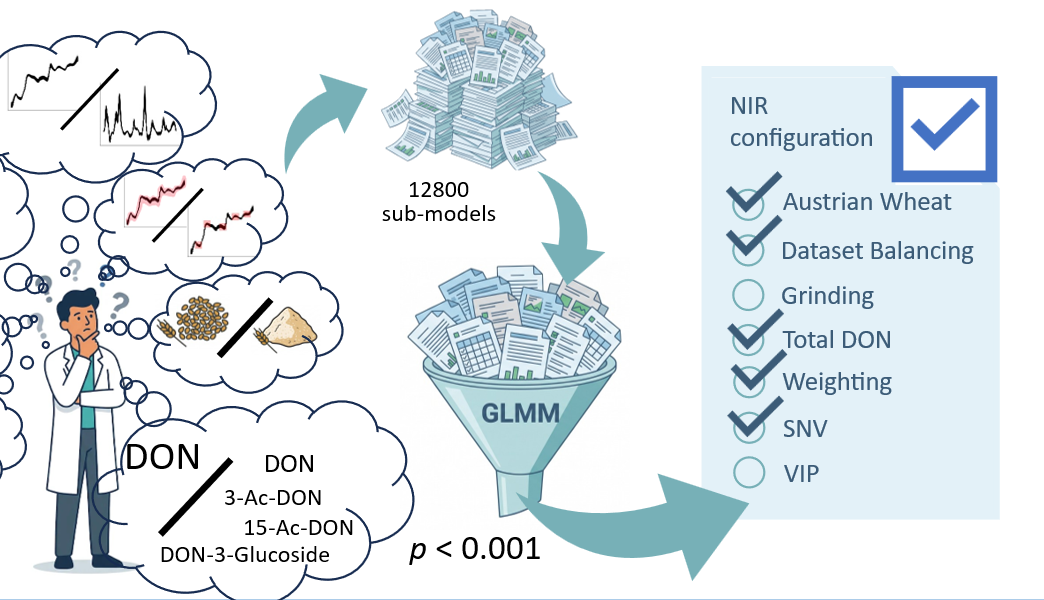 DON
DON
3-Ac-DON
15-Ac-DON
DON-3-Glucoside
12800
sub-models
GLMM
p < 0.001
NIR
configuration
Austrian Wheat
Dataset Balancing
Grinding
Total DON
Weighting
SNV
VIP